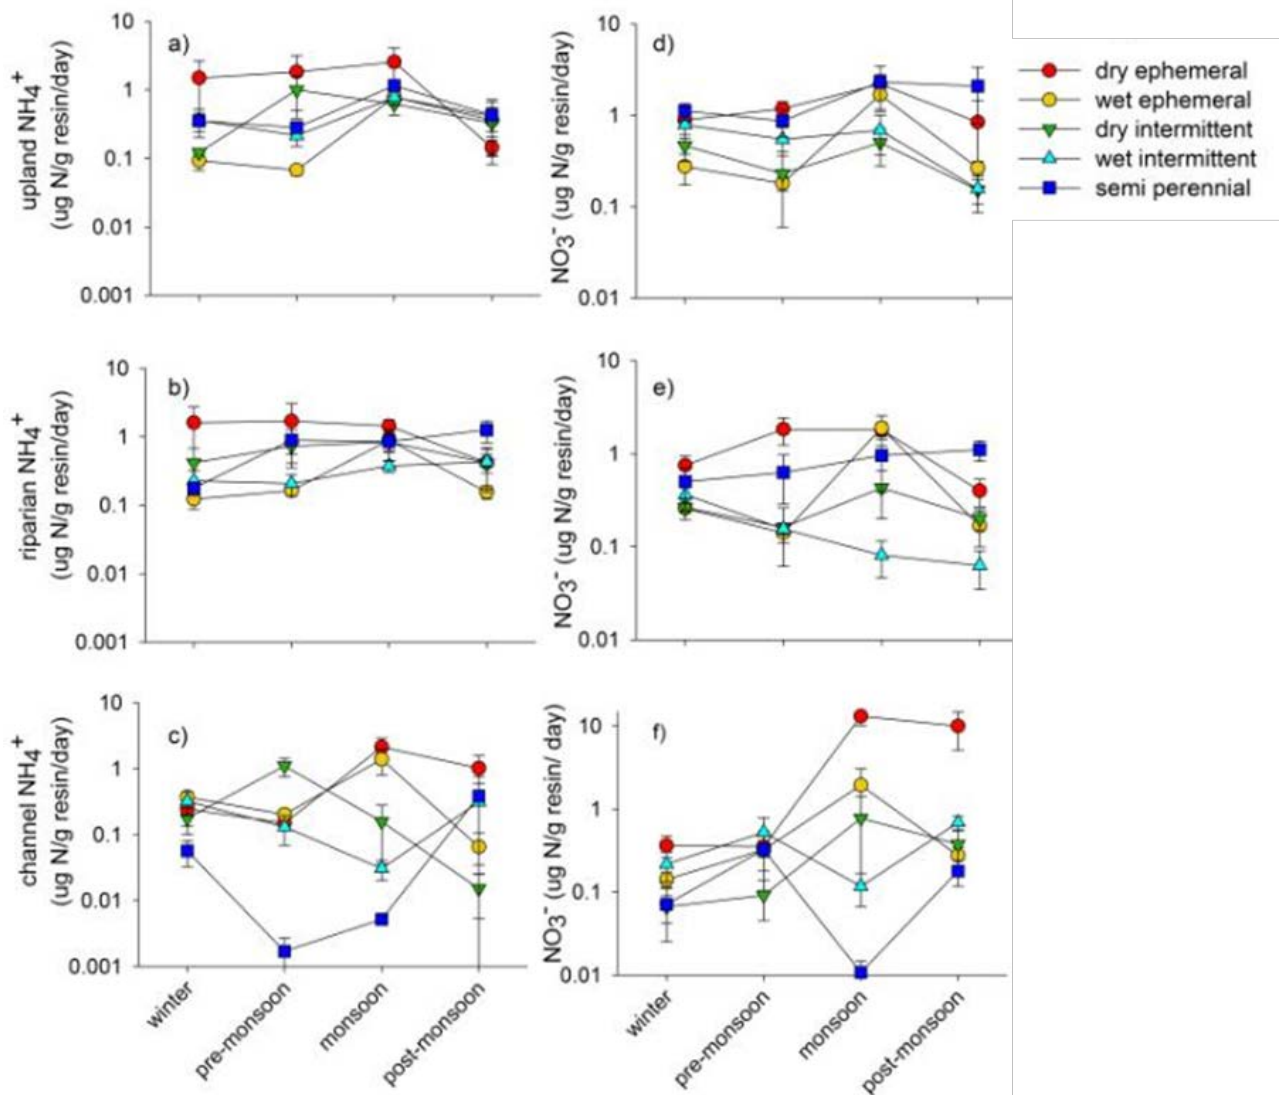 a)
upland NH4+
(ug N/g resin/day)
10
1
0.1
0.01
0.001
d)
NO3- (ug N/g resin/day)
10
1
0.1
0.01
dry ephemeral
wet ephemeral
dry intermittent
wet intermittent
semi perennial
b)
riparian NH4+
(ug N/g resin/day)
10
1
0.1
0.01
0.001
e)
NO3- (ug N/g resin/day)
10
1
0.1
0.01
c)
channel NH4+
(ug N/g resin/day)
10
1
0.1
0.01
0.001
winter
pre-monsoon
monsoon
post-monsoon
f)
NO3- (ug N/g resin/ day)
10
1
0.1
0.01
winter
pre-monsoon
monsoon
post-monsoon